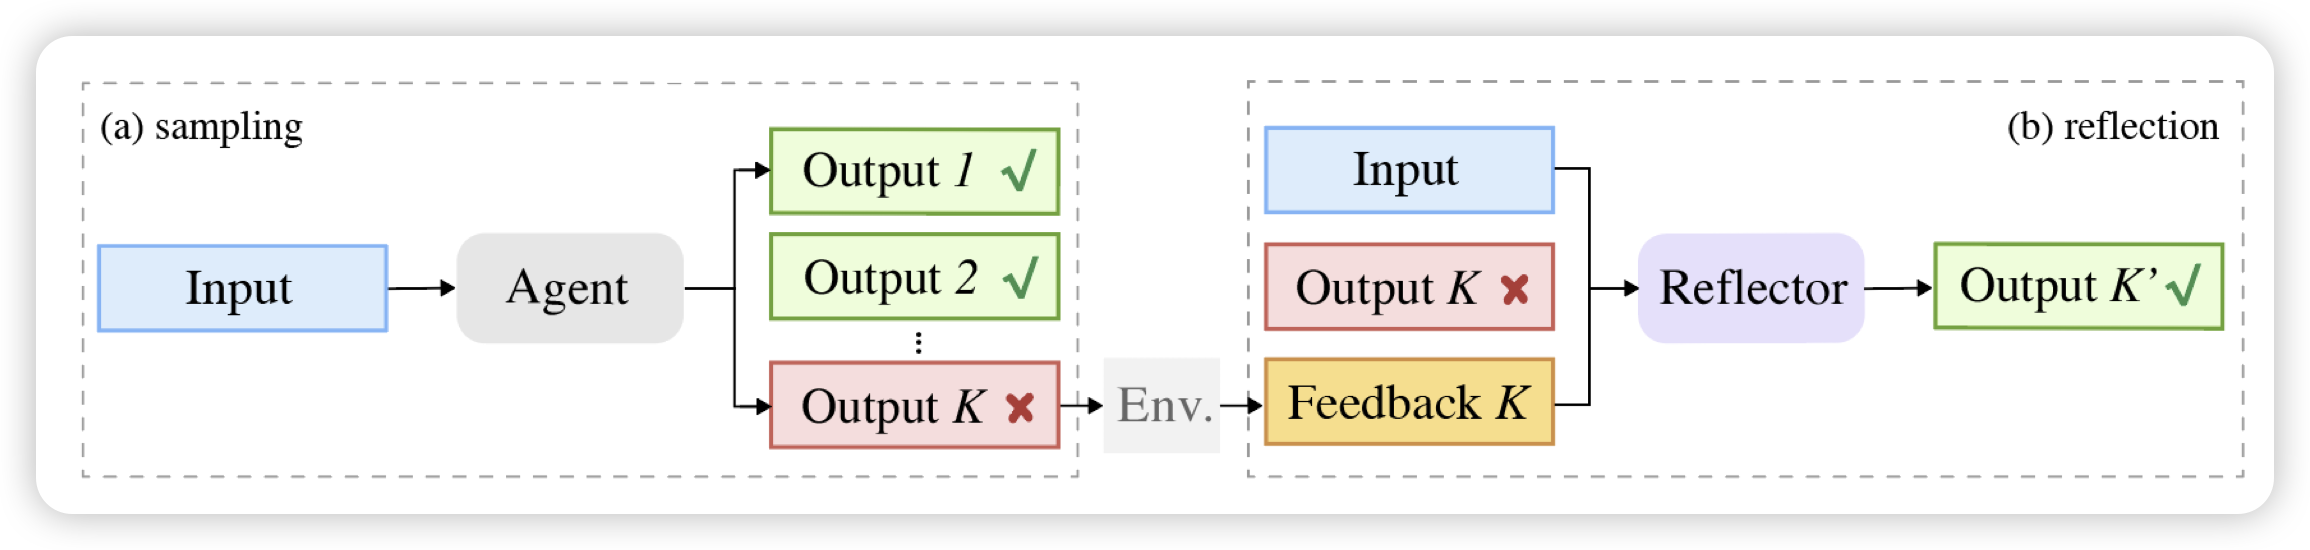 (a) sampling
Input
Agent
Output 1 √
Output 2 √
⋮
Output K ✘
Env.
(b) reflection
Input
Output K ✘
Feedback K
Reflector
Output K’ √